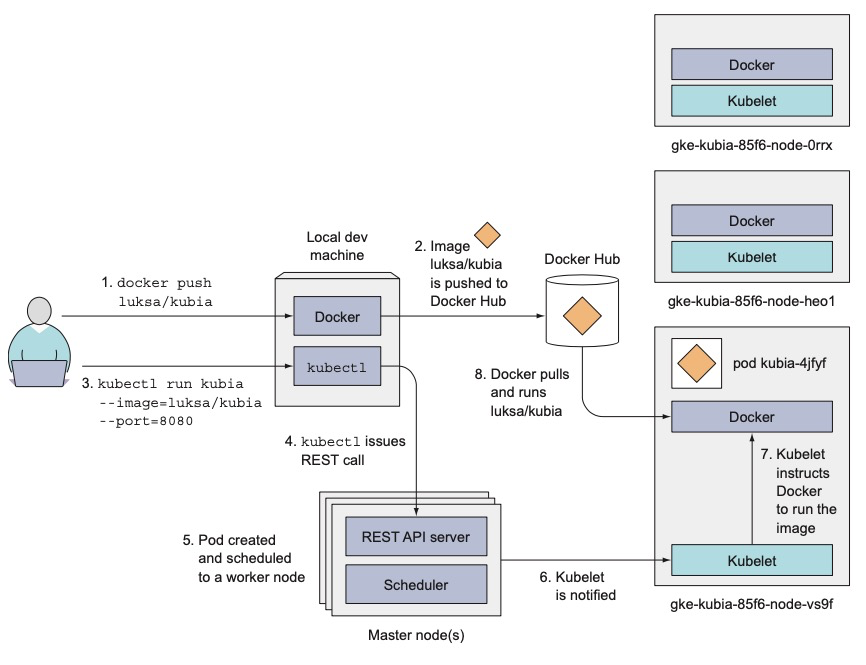 Docker
Kubelet
gke-kubia-85f6-node-0rrx
Docker
Kubelet
gke-kubia-85f6-node-heo1
Local dev
machine
1. docker push
luksa/kubia
Docker
kubectl
2. Image
luksa/kubia
is pushed to
Docker Hub
Docker Hub
3. kubectl run kubia
--image=luksa/kubia
--port=8080
4. kubectl issues
REST call
5. Pod created
and scheduled
to a worker node
REST API server
Scheduler
Master node(s)
6. Kubelet
is notified
pod kubia-4jfyf
Docker
7. Kubelet
instructs
Docker
to run the
image
Kubelet
gke-kubia-85f6-node-vs9f
8. Docker pulls
and runs
luksa/kubia